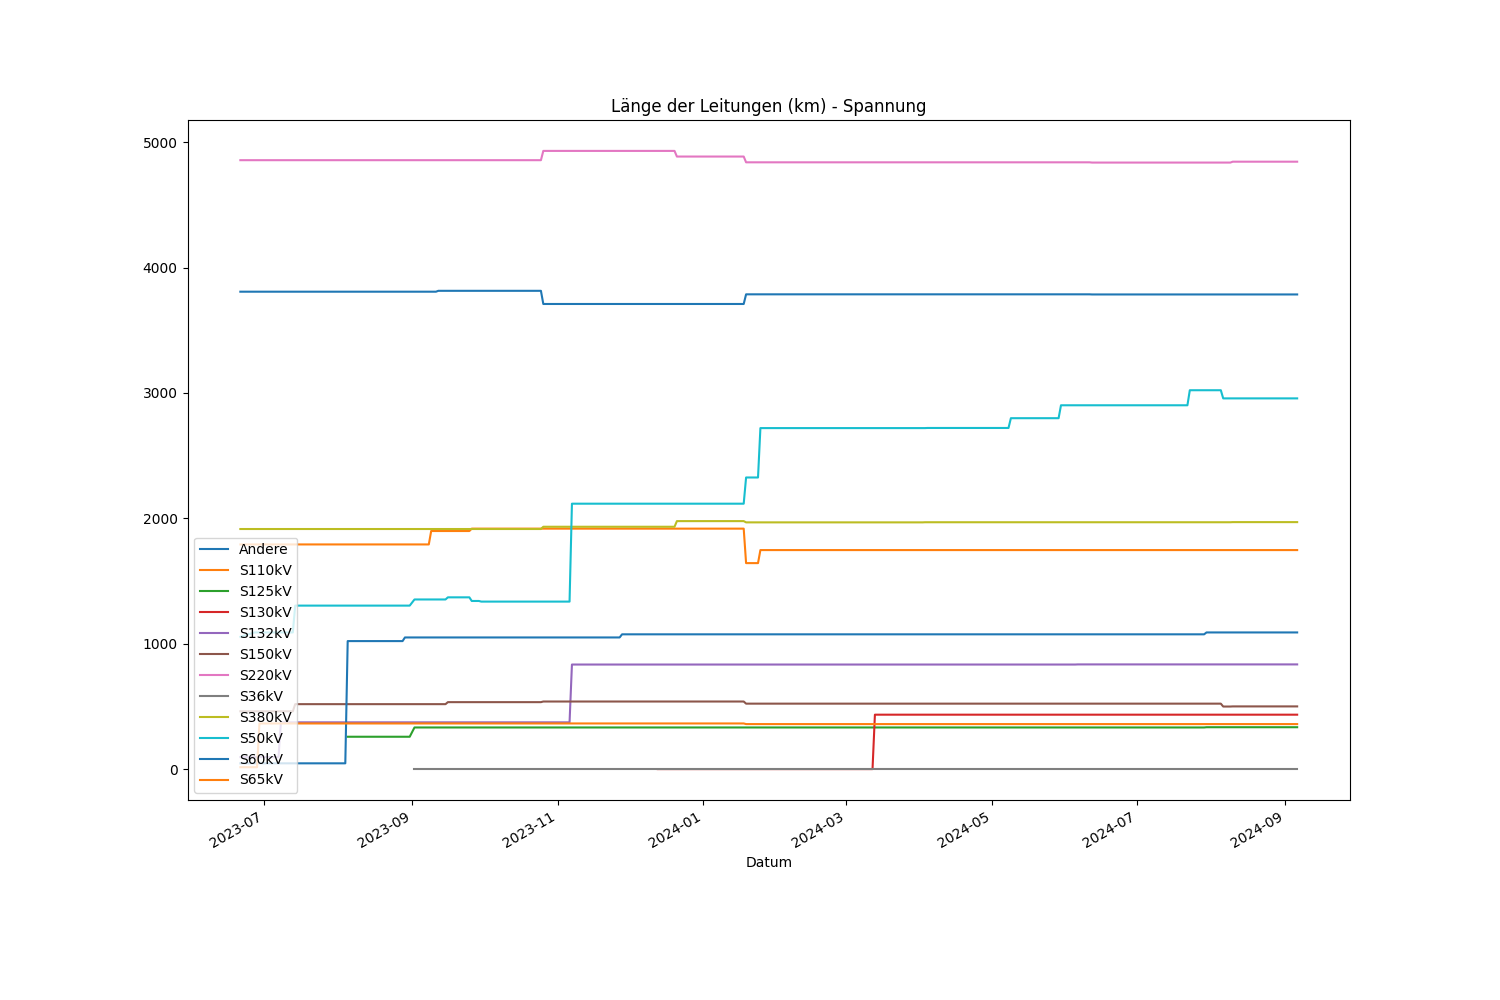 Länge der Leitungen (km) - Spannung
5000
4000
3000
2000
1000
0
Andere
S110kV
S125kV
S130kV
S132kV
S150kV
S220kV
S36kV
S380kV
S50kV
S60kV
S65kV
2023-07
2023-09
2023-11
2024-01
2024-03
2024-05
2024-07
2024-09
Datum